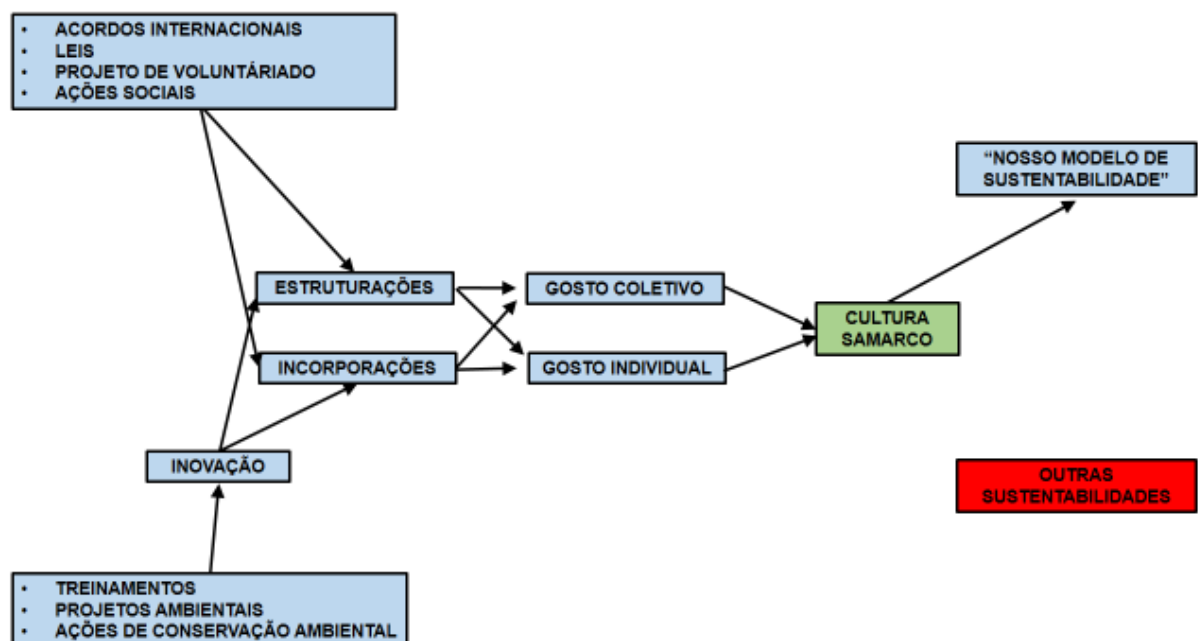 • ACORDOS INTERNACIONAIS
• LEIS
• PROJETO DE VOLUNTÁRIADO
• AÇÕES SOCIAIS
“NOSSO MODELO DE
SUSTENTABILIDADE”
ESTRUTURAÇÕES
GOSTO COLETIVO
CULTURA
SAMARCO
INCORPORAÇÕES
GOSTO INDIVIDUAL
INOVAÇÃO
OUTRAS
SUSTENTABILIDADES
• TREINAMENTOS
• PROJETOS AMBIENTAIS
• AÇÕES DE CONSERVAÇÃO AMBIENTAL